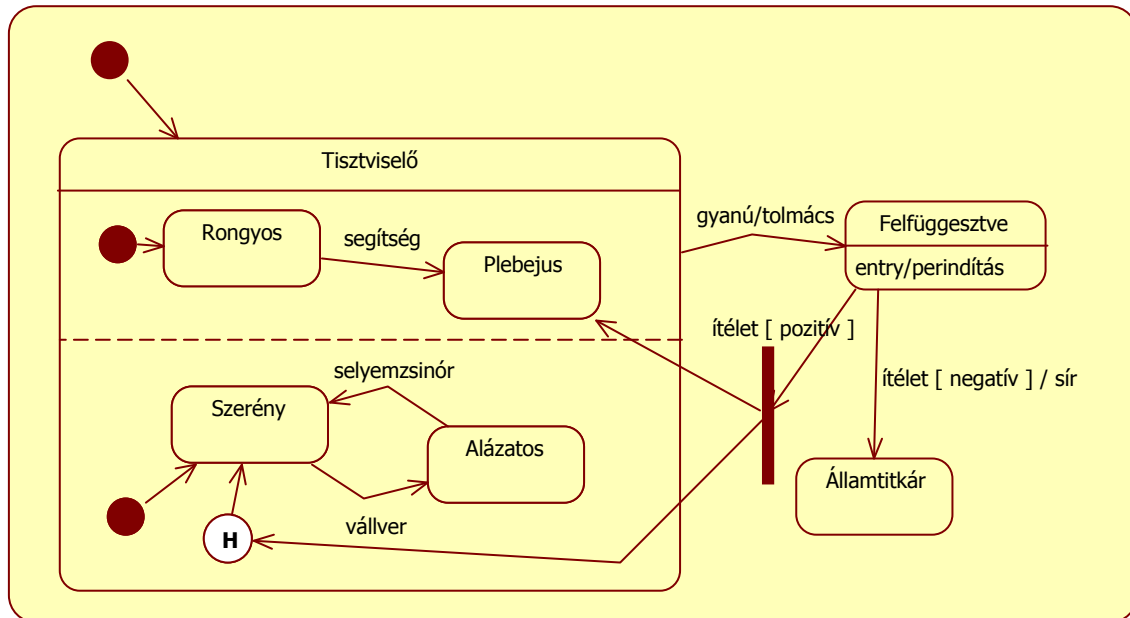 Tisztviselő
Rongyos
segítség
Plebejus
gyanú/tolmács
Felfüggesztve
entry/perindítás
ítélet [ pozitív ]
ítélet [ negatív ] / sír
selyemzsinór
Szerény
Alázatos
Államtitkár
H
vállver